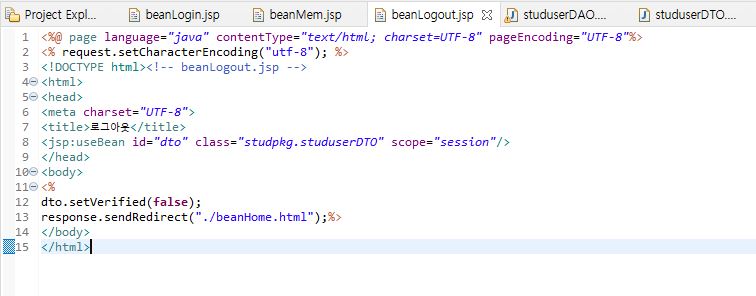 Project Expl... beanLogin.jsp beanMem.jsp beanLogout.jsp studuserDAO.... studuserDTO....
1 <%@ page language="java" contentType="text/html; charset=UTF-8" pageEncoding="UTF-8"%>
2 <% request.setCharacterEncoding("utf-8"); %>
3 <!DOCTYPE html><!-- beanLogout.jsp -->
4 <html>
5 <head>
6 <meta charset="UTF-8">
7 <title>로그아웃</title>
8 <jsp:useBean id="dto" class="studpkg.studuserDTO" scope="session"/>
9 </head>
10 <body>
11 <%
12 dto.setVerified(false);
13 response.sendRedirect("./beanHome.html");%>
14 </body>
15 </html>